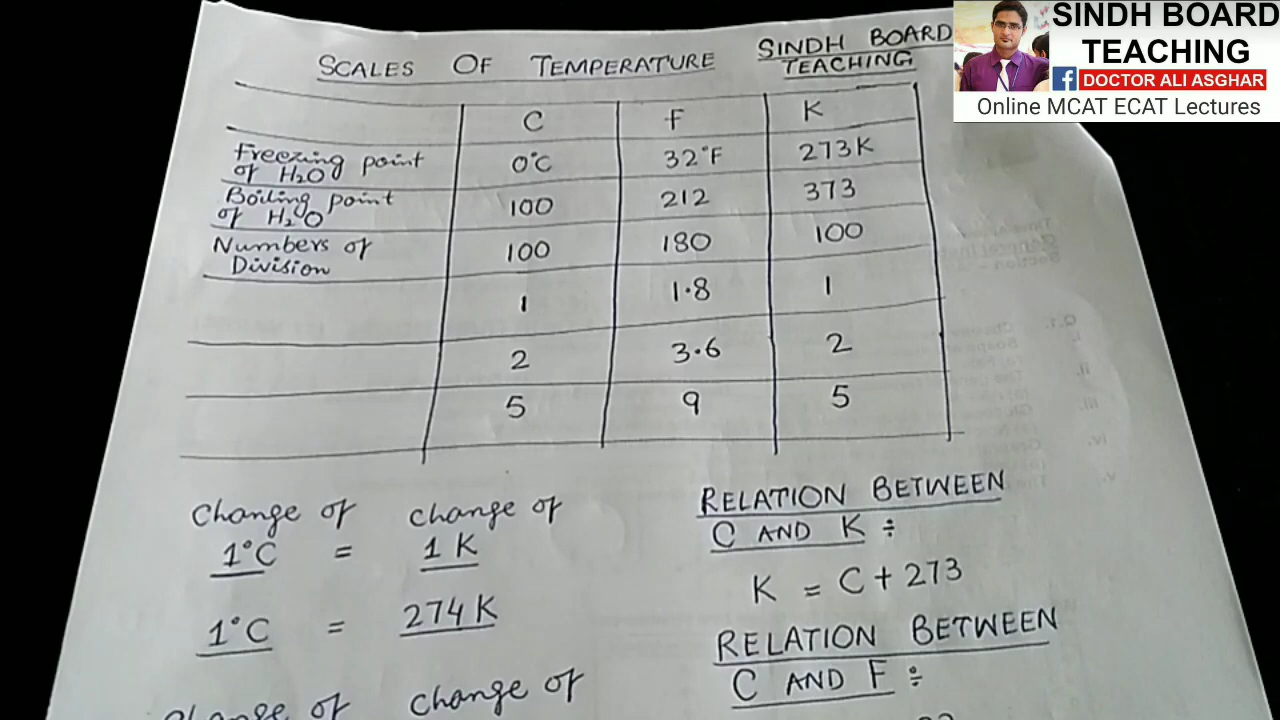 SINDH BOARD
TEACHING
DOCTOR ALI ASGHAR
Online MCAT ECAT Lectures
SCALES OF TEMPERATURE
SINDH BOARD
TEACHING
C F K
Freezing point of H₂O 0°C 32°F 273K
Boiling point of H₂O 100 212 373
Numbers of Division 100 180 100
1 1.8 1
2 3.6 2
5 9 5
Change of change of
1°C = 1 K
1°C = 274 K
Change of change of
RELATION BETWEEN
C AND K ÷
K = C + 273
RELATION BETWEEN
C AND F ÷